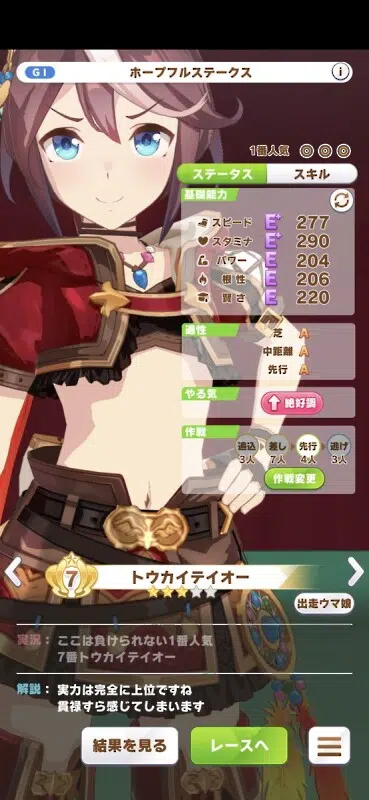 GⅠ
ホープフルステークス
i
1番人気 ◎ ◎ ◎
ステータス スキル
基礎能力
スピード E+ 277
スタミナ E+ 290
パワー E 204
根性 E 206
賢さ E 220
適性
芝 A
中距離 A
先行 A
やる気
絶好調
作戦
追込 差し 先行 逃げ
3人 7人 4人 3人
作戦変更
7
トウカイテイオー
出走ウマ娘
実況：ここは負けられない1番人気
7番トウカイテイオー
解説：実力は完全に上位ですね
貫禄すら感じてしまいます
結果を見る
レースへ